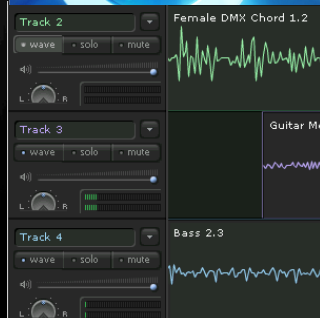 Track 2
Female DMX Chord 1.2
wave solo mute
L R
Track 3
Guitar Me
wave solo mute
L R
Track 4
Bass 2.3
wave solo mute
L R